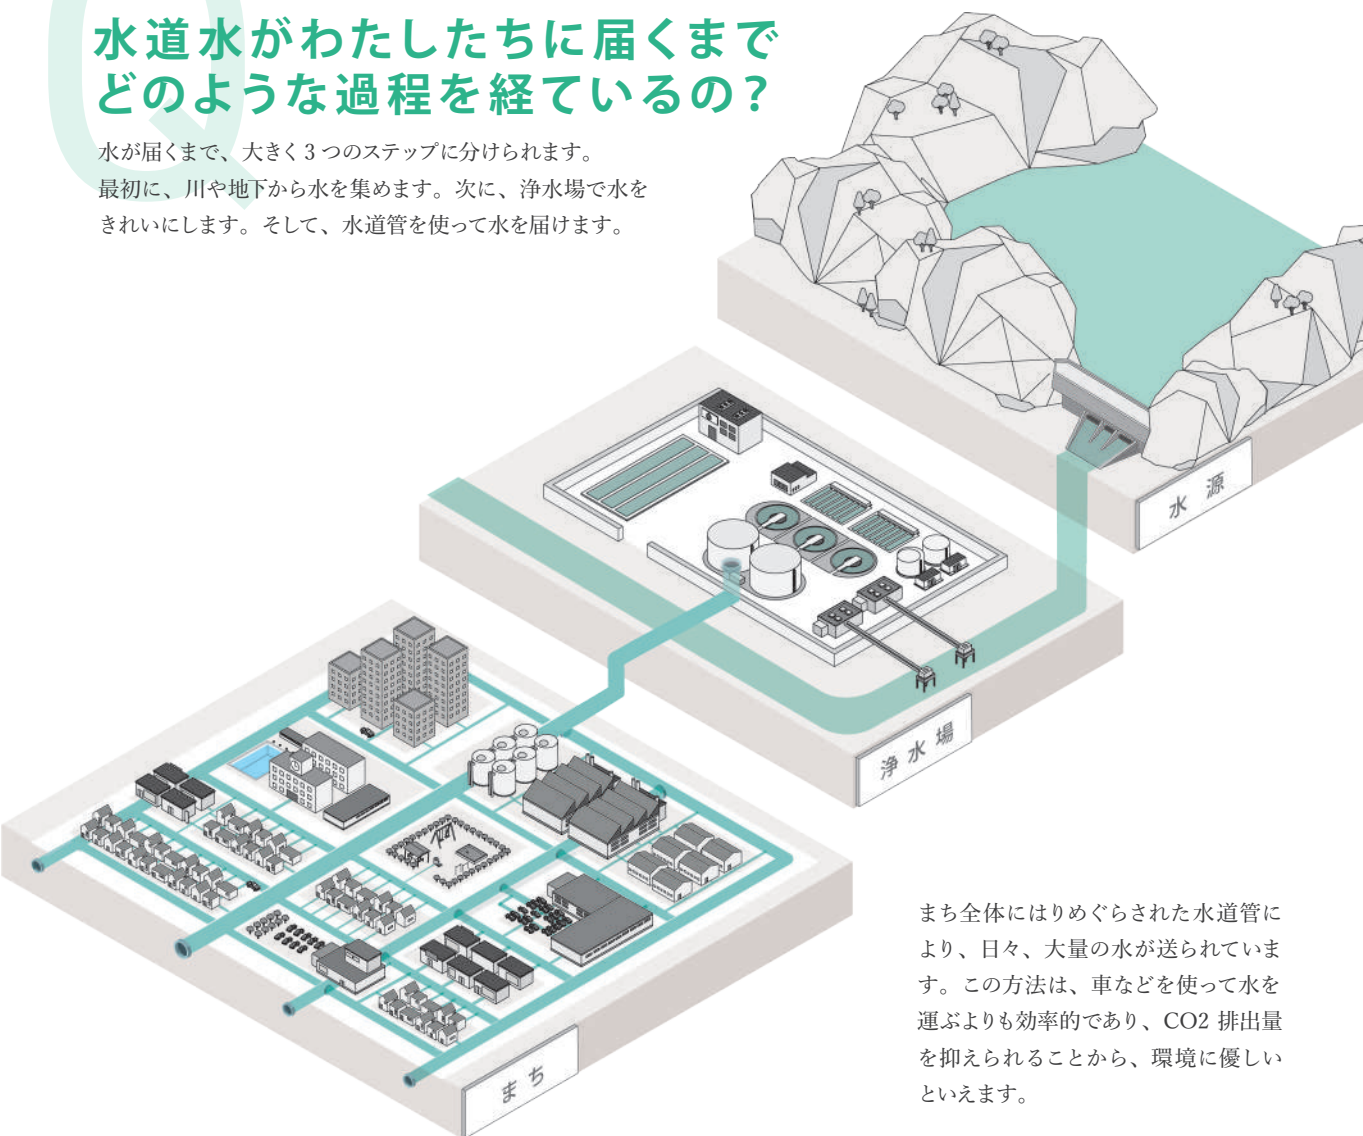 Q
水道水がわたしたちに届くまで
どのような過程を経ているの？
水が届くまで、大きく3つのステップに分けられます。
最初に、川や地下から水を集めます。次に、浄水場で水を
きれいにします。そして、水道管を使って水を届けます。
水源
浄水場
まち
まち全体にはりめぐらされた水道管に
より、日々、大量の水が送られていま
す。この方法は、車などを使って水を
運ぶよりも効率的であり、CO2 排出量
を抑えられることから、環境に優しい
といえます。